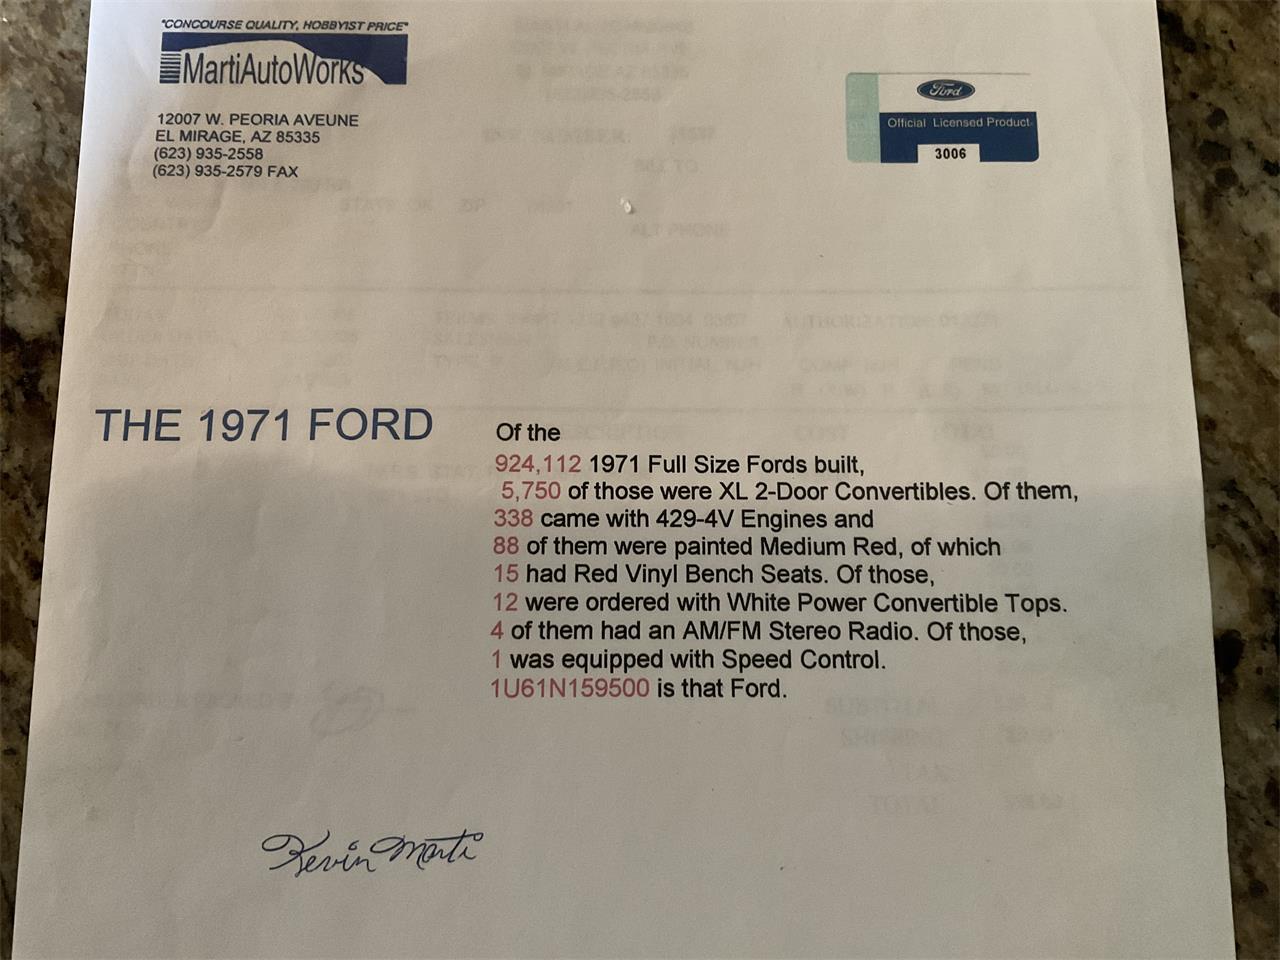 "CONCOURSE QUALITY, HOBBYIST PRICE"
MartiAutoWorks
12007 W. PEORIA AVEUNE
EL MIRAGE, AZ 85335
(623) 935-2558
(623) 935-2579 FAX
Ford
Official Licensed Product
3006
THE 1971 FORD
Of the
924,112 1971 Full Size Fords built,
5,750 of those were XL 2-Door Convertibles. Of them,
338 came with 429-4V Engines and
88 of them were painted Medium Red, of which
15 had Red Vinyl Bench Seats. Of those,
12 were ordered with White Power Convertible Tops.
4 of them had an AM/FM Stereo Radio. Of those,
1 was equipped with Speed Control.
1U61N159500 is that Ford.
Kevin Marti